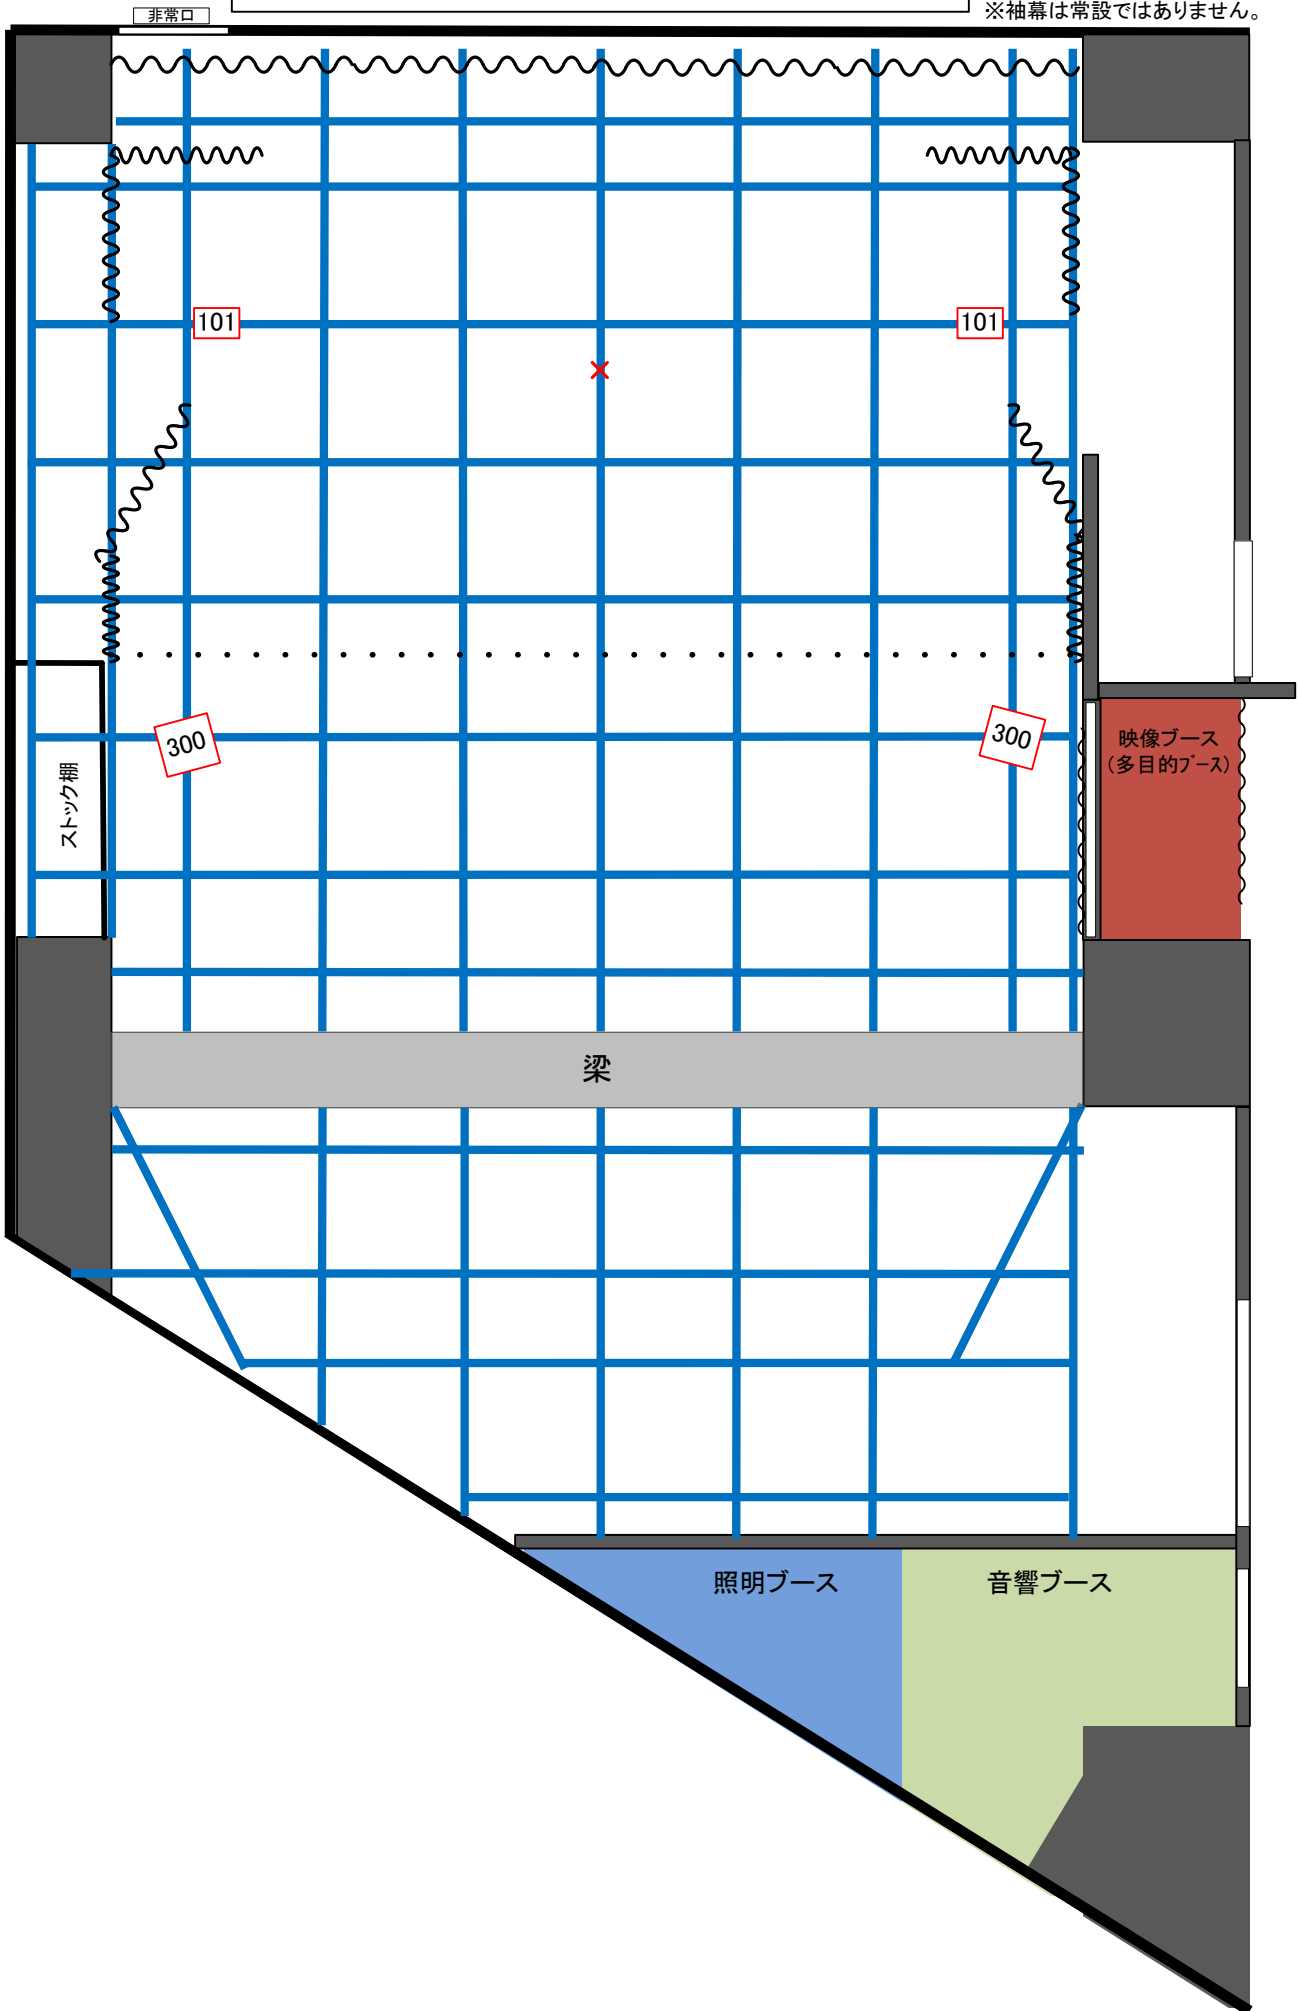 非常口
※袖幕は常設ではありません。
101
101
300
300
映像ブース
(多目的ブース)
ストック棚
梁
照明ブース
音響ブース